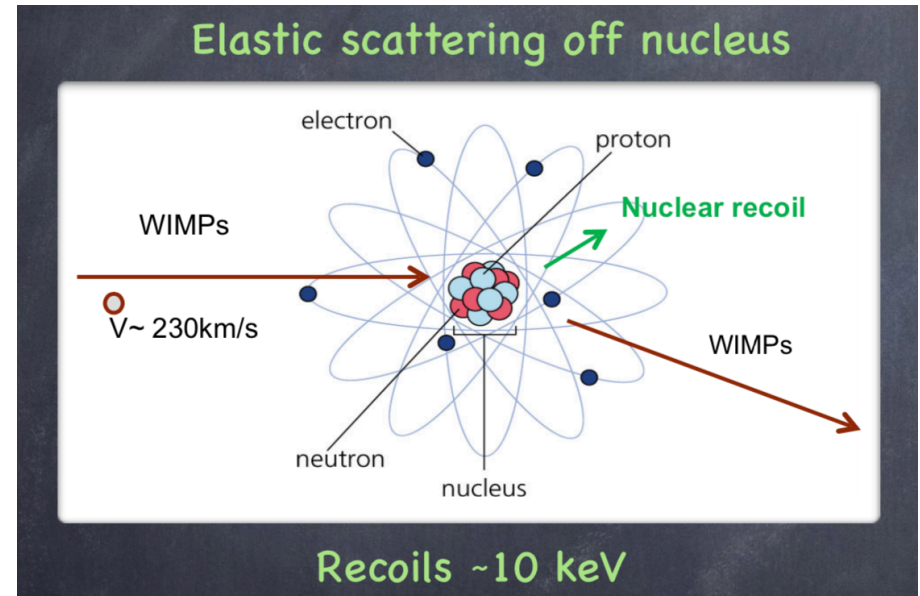 Elastic scattering off nucleus
electron
proton
Nuclear recoil
WIMPs
V~ 230km/s
WIMPs
neutron
nucleus
Recoils ~10 keV